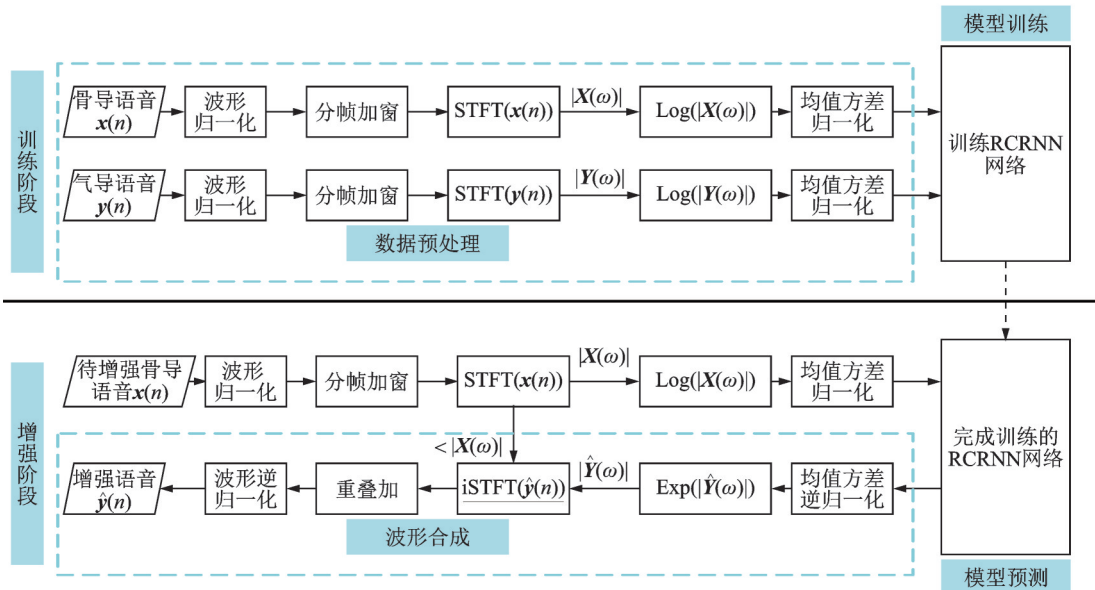 模型训练
训练阶段
骨导语音
x(n)
波形
归一化
分帧加窗
STFT(x(n))
|X(ω)|
Log(|X(ω)|)
均值方差
归一化
气导语音
y(n)
波形
归一化
分帧加窗
STFT(y(n))
|Y(ω)|
Log(|Y(ω)|)
均值方差
归一化
数据预处理
训练RCRNN
网络
增强阶段
待增强骨导
语音x(n)
波形
归一化
分帧加窗
STFT(x(n))
|X(ω)|
Log(|X(ω)|)
均值方差
归一化
完成训练的
RCRNN网络
<|X(ω)|
增强语音
ŷ(n)
波形逆
归一化
重叠加
iSTFT(ŷ(n))
|Ŷ(ω)|
Exp(|Ŷ(ω)|)
均值方差
逆归一化
波形合成
模型预测